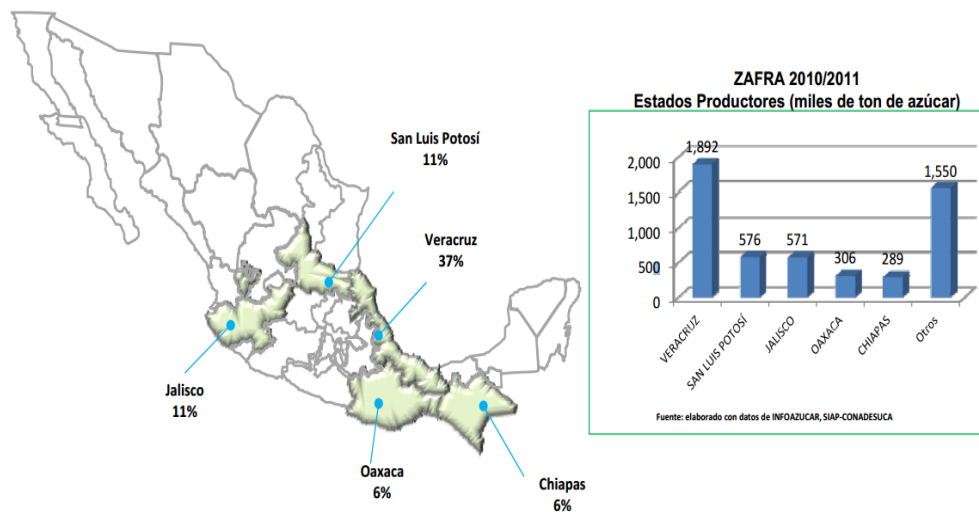 San Luis Potosí
11%
Veracruz
37%
Jalisco
11%
Oaxaca
6%
Chiapas
6%
ZAFRA 2010/2011
Estados Productores (miles de ton de azúcar)
2,000
1,500
1,000
500
0
1,892
576
571
306
289
1,550
VERACRUZ
SAN LUIS POTOSÍ
JALISCO
OAXACA
CHIAPAS
Otros
Fuente: elaborado con datos de INFOAZUCAR, SIAP-CONADESUCA